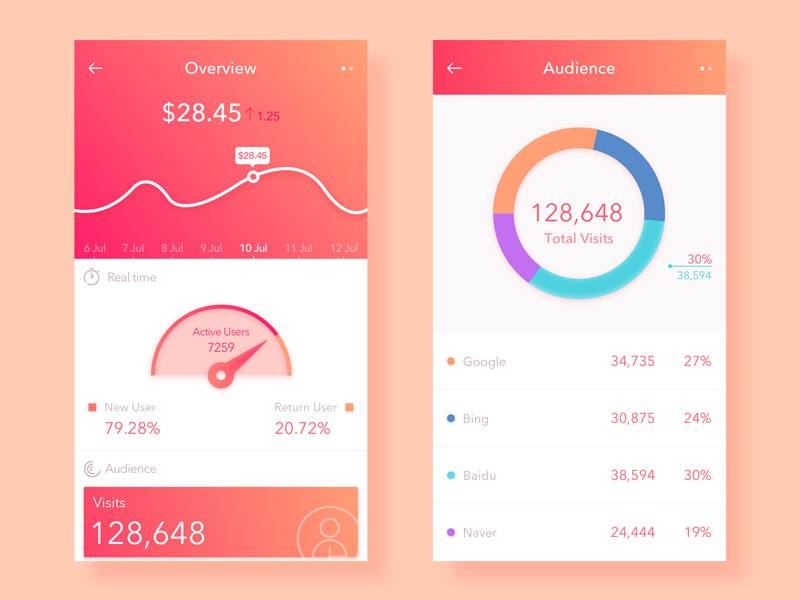 Overview
$28.45 ↑1.25
$28.45
6 Jul 7 Jul 8 Jul 9 Jul 10 Jul 11 Jul 12 Jul
Real time
Active Users
7259
New User Return User
79.28% 20.72%
Audience
Visits
128,648
Audience
128,648
Total Visits
30%
38,594
Google 34,735 27%
Bing 30,875 24%
Baidu 38,594 30%
Naver 24,444 19%